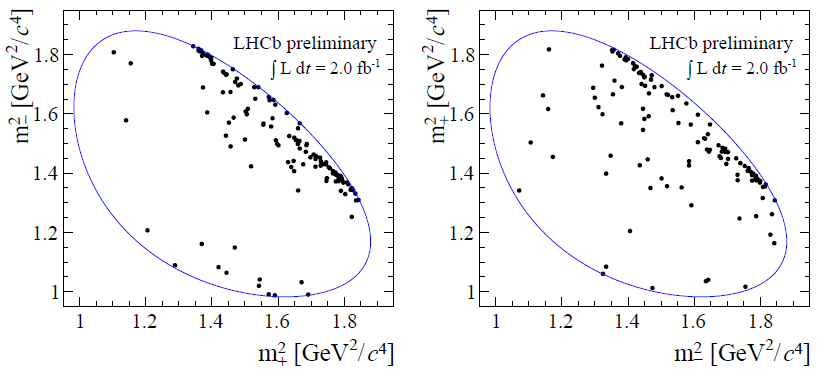 m²₋ [GeV²/c⁴]
1.8
1.6
1.4
1.2
1
LHCb preliminary
∫L dt = 2.0 fb⁻¹
1 1.2 1.4 1.6 1.8
m²₊ [GeV²/c⁴]
m²₊ [GeV²/c⁴]
1.8
1.6
1.4
1.2
1
LHCb preliminary
∫L dt = 2.0 fb⁻¹
1 1.2 1.4 1.6 1.8
m²₋ [GeV²/c⁴]